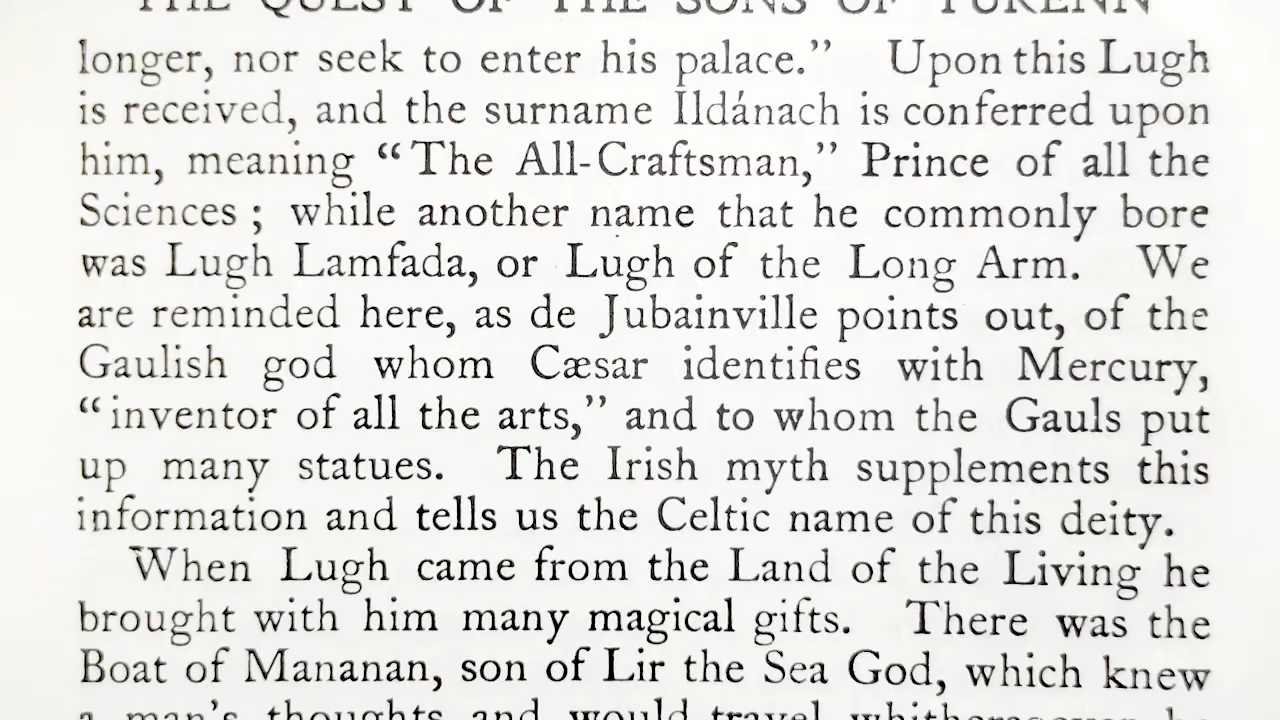 THE QUEST OF THE SONS OF TURENN
longer, nor seek to enter his palace.” Upon this Lugh
is received, and the surname Ildánach is conferred upon
him, meaning “The All-Craftsman,” Prince of all the
Sciences ; while another name that he commonly bore
was Lugh Lamfada, or Lugh of the Long Arm. We
are reminded here, as de Jubainville points out, of the
Gaulish god whom Cæsar identifies with Mercury,
“inventor of all the arts,” and to whom the Gauls put
up many statues. The Irish myth supplements this
information and tells us the Celtic name of this deity.
When Lugh came from the Land of the Living he
brought with him many magical gifts. There was the
Boat of Mananan, son of Lir the Sea God, which knew
a man’s thoughts and would travel whithersoever he